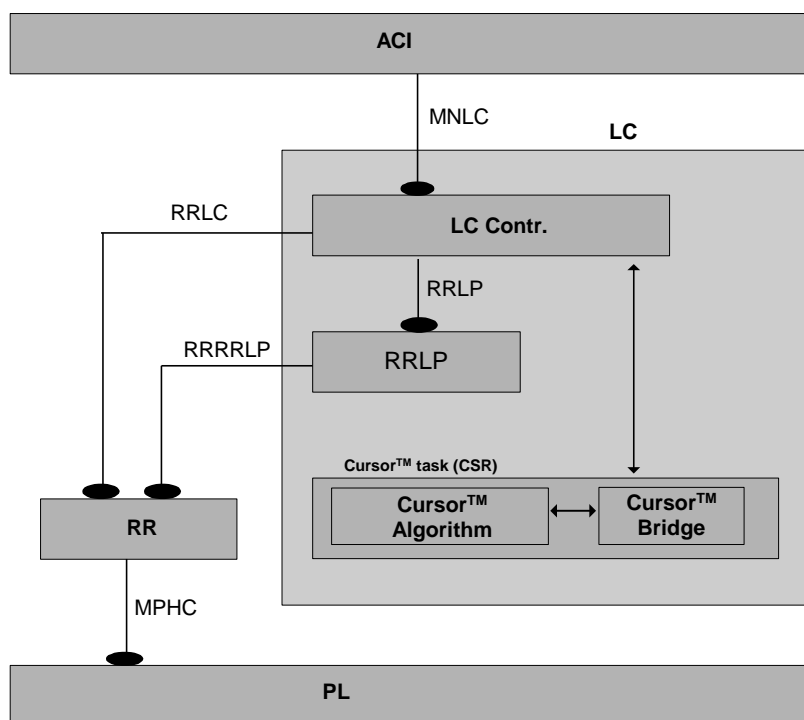 ACI
MNLC
LC
RRLC
LC Contr.
RRLP
RRRRLP
RRLP
Cursor™ task (CSR)
Cursor™
Algorithm
Cursor™
Bridge
RR
MPHC
PL